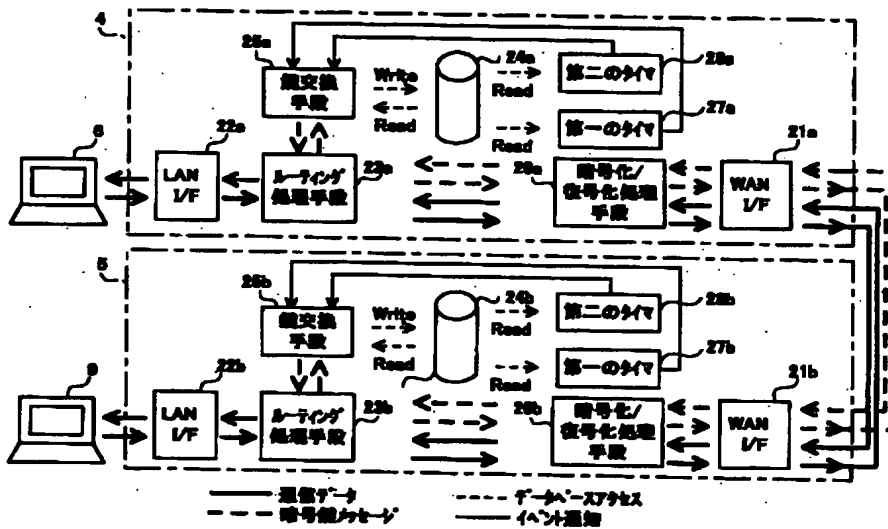 4
25a
鍵交換
手段
Write
Read
24a
Read
Read
第二のタイマ
28a
第一のタイマ
27a
6
22a
LAN
I/F
ルーティング
処理手段
23a
26a
暗号化/
復号化処理
手段
21a
WAN
I/F
5
25b
鍵交換
手段
Write
Read
24b
Read
Read
第二のタイマ
28b
第一のタイマ
27b
9
22b
LAN
I/F
ルーティング
処理手段
23b
26b
暗号化/
復号化処理
手段
21b
WAN
I/F
通信データ
データベースアクセス
暗号鍵メッセージ
イベント通知